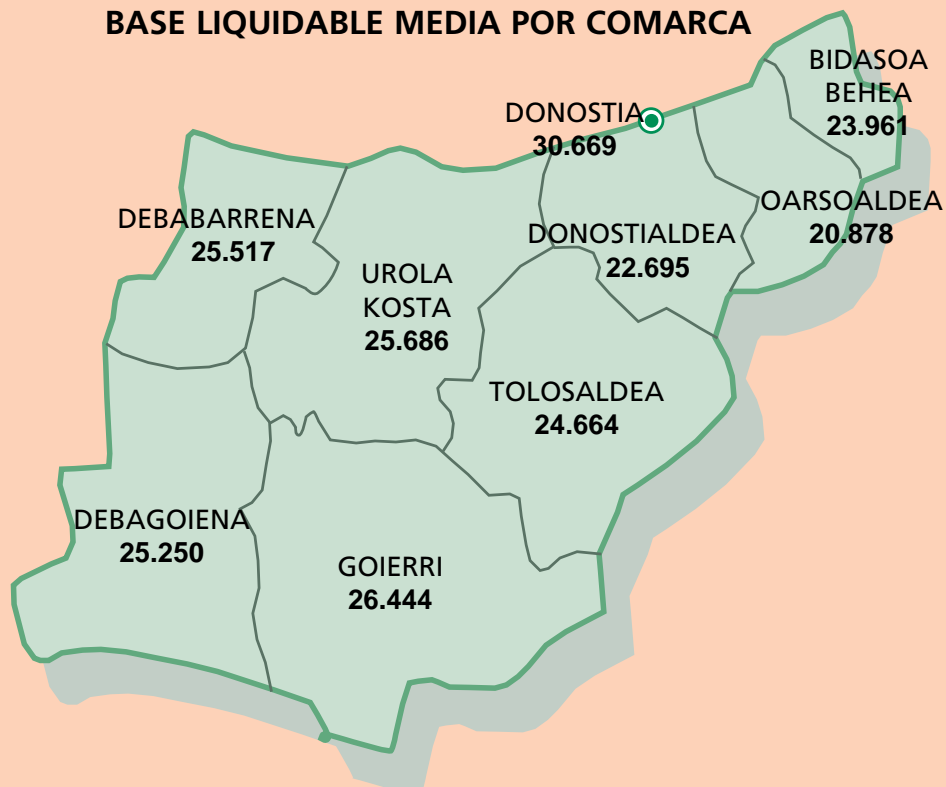 BASE LIQUIDABLE MEDIA POR COMARCA
BIDASOA
BEHEA
23.961
DONOSTIA
30.669
OARSOALDEA
20.878
DEBABARRENA
25.517
DONOSTIALDEA
22.695
UROLA
KOSTA
25.686
TOLOSALDEA
24.664
DEBAGOIENA
25.250
GOIERRI
26.444